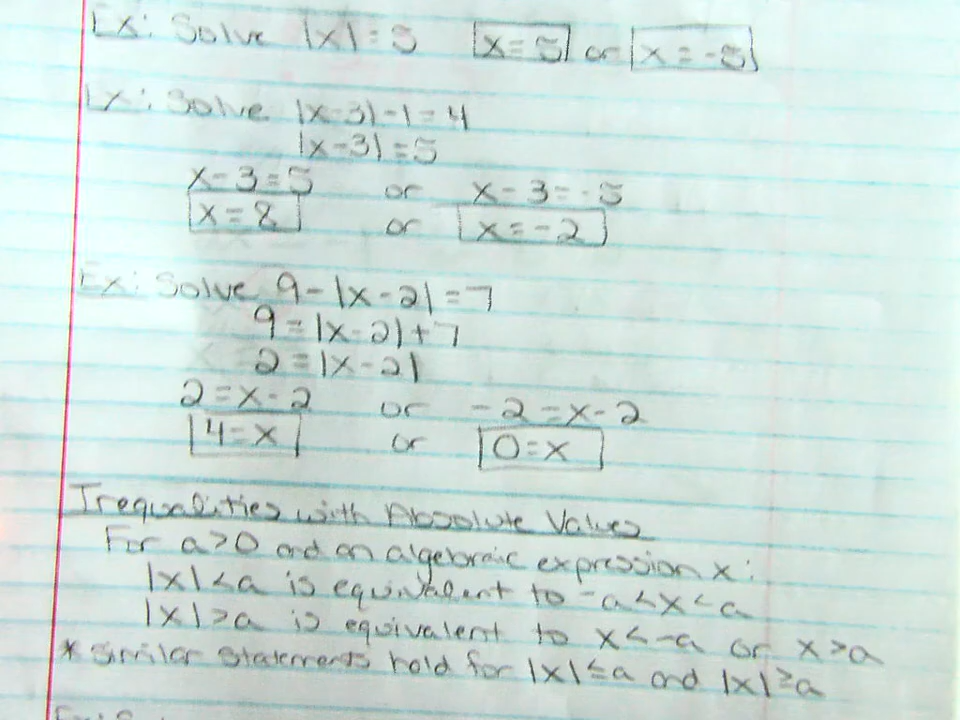 Ex: Solve |x| = 5 x = 5 or x = -5
Ex: Solve |x-3| - 1 = 4
|x-3| = 5
x - 3 = 5 or x - 3 = -5
x = 8 or x = -2
Ex: Solve 9 - |x-2| = 7
9 = |x-2| + 7
2 = |x-2|
2 = x - 2 or -2 = x - 2
4 = x or 0 = x
Inequalities with Absolute Values
For a>0 and an algebraic expression x:
|x| < a is equivalent to -a < x < a
|x| > a is equivalent to x < -a or x > a
* Similar statements hold for |x| ≤ a and |x| ≥ a